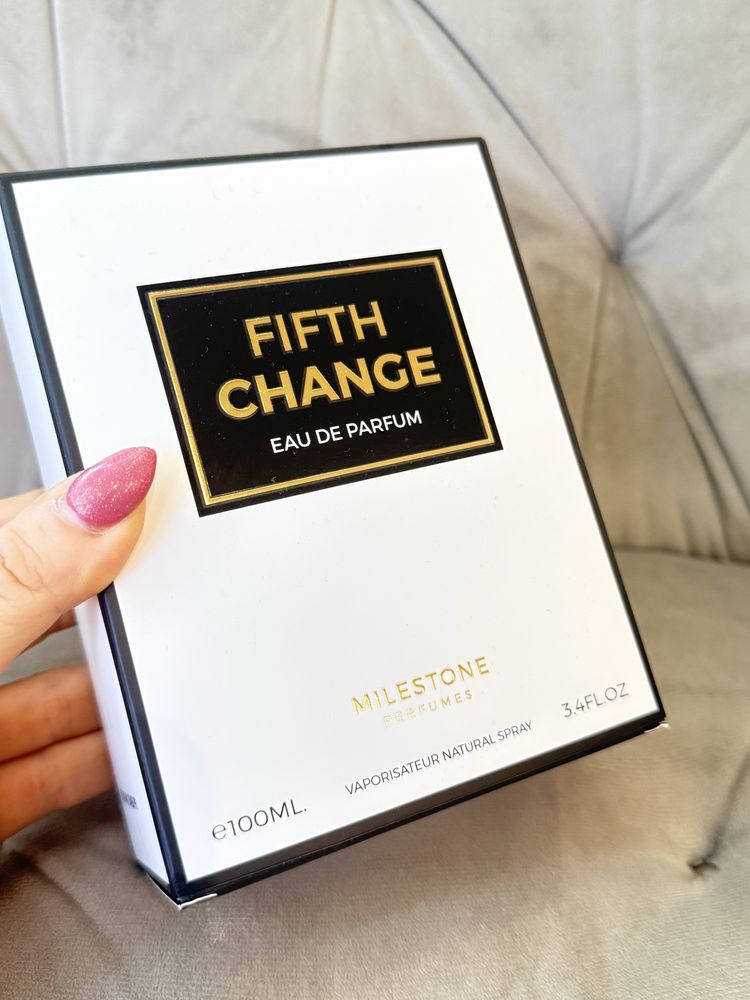 FIFTH
CHANGE
EAU DE PARFUM
MILESTONE
PERFUMES
VAPORISATEUR NATURAL SPRAY
3.4FL.OZ
e100ML.